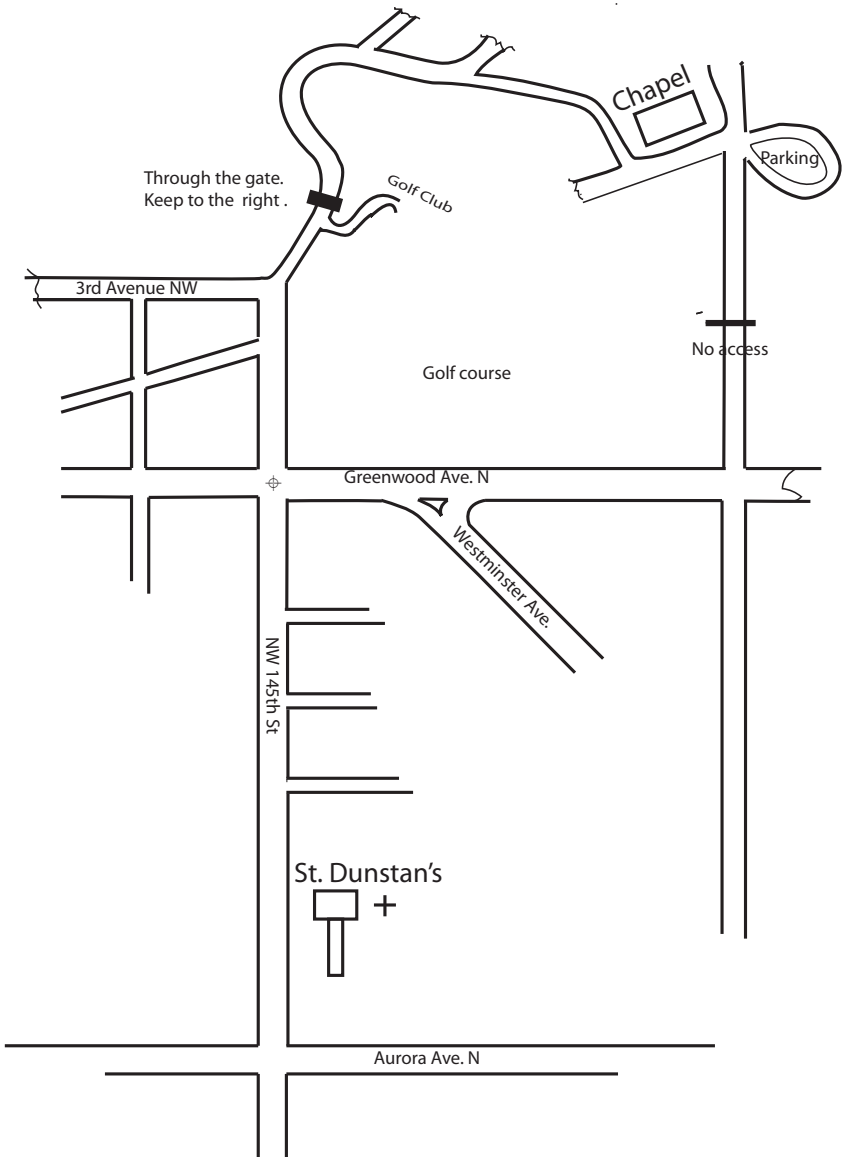 Chapel
Parking
Through the gate.
Keep to the right .
Golf Club
3rd Avenue NW
No access
Golf course
Greenwood Ave. N
Westminster Ave.
NW 145th St
St. Dunstan's
Aurora Ave. N